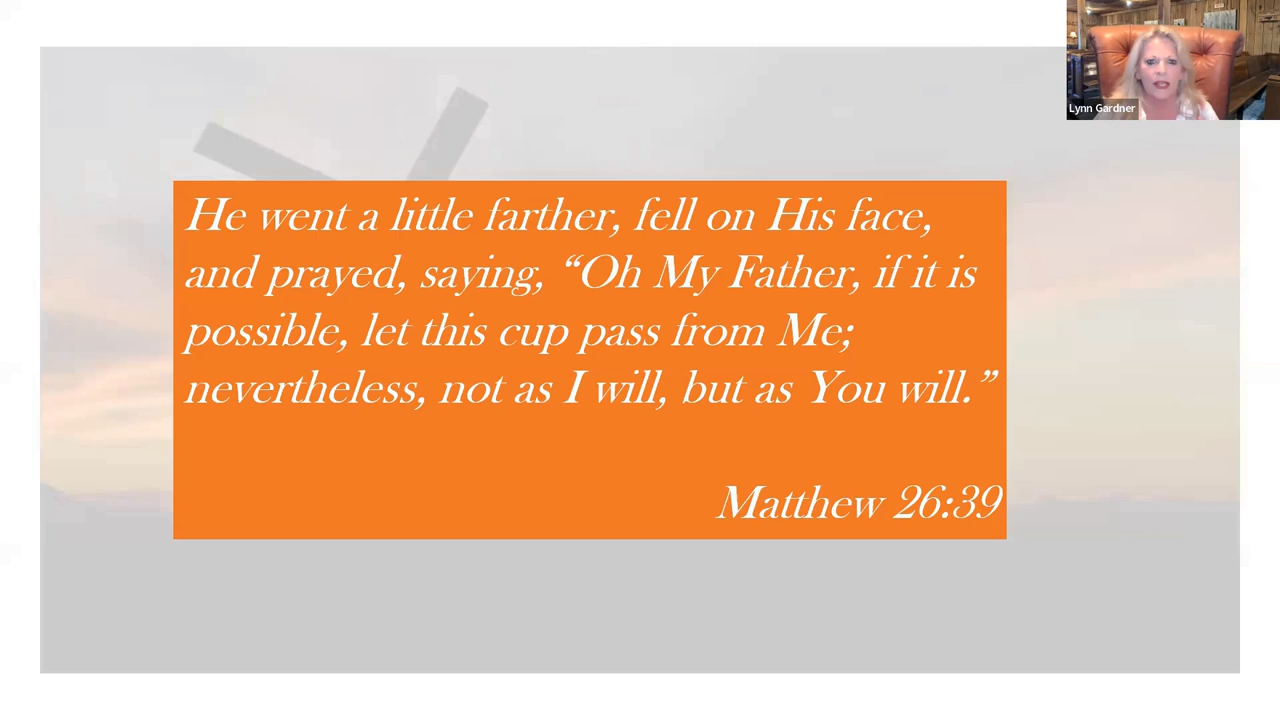 Lynn Gardner
He went a little farther, fell on His face,
and prayed, saying, “Oh My Father, if it is
possible, let this cup pass from Me;
nevertheless, not as I will, but as You will.”
Matthew 26:39